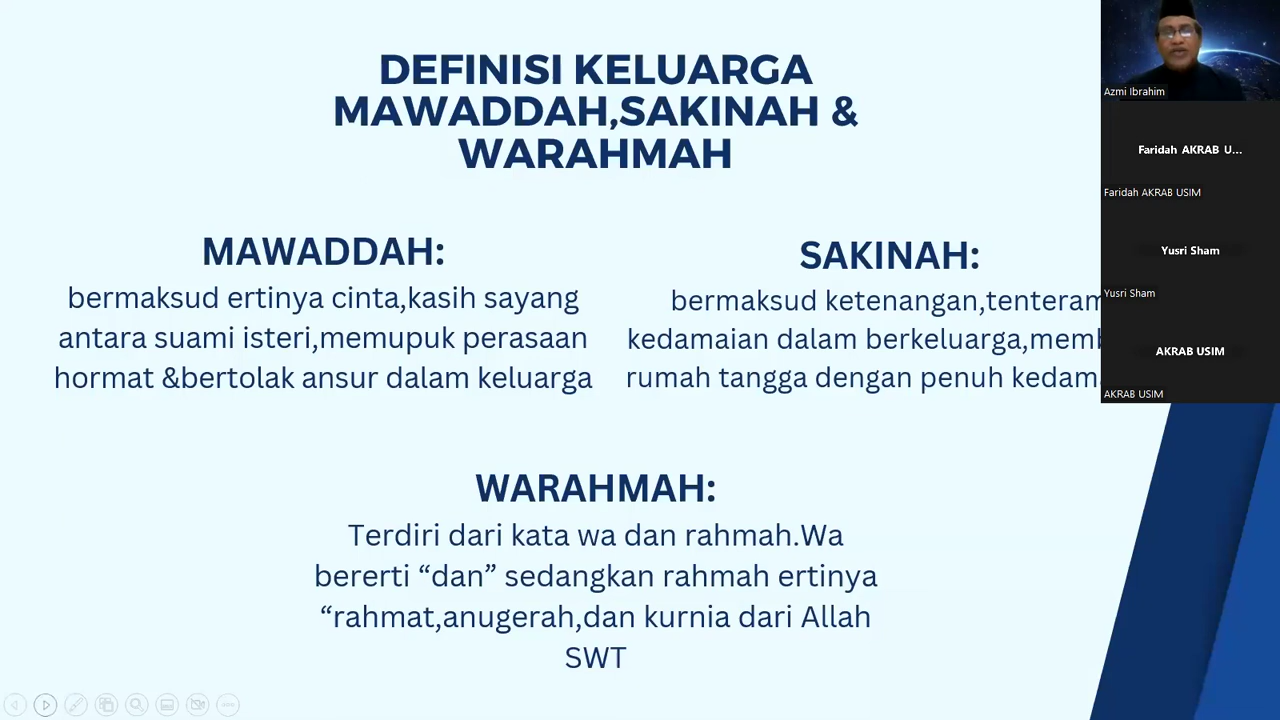 DEFINISI KELUARGA
MAWADDAH,SAKINAH &
WARAHMAH
MAWADDAH:
bermaksud ertinya cinta,kasih sayang
antara suami isteri,memupuk perasaan
hormat &bertolak ansur dalam keluarga
SAKINAH:
bermaksud ketenangan,tenteram
kedamaian dalam berkeluarga,
rumah tangga dengan penuh
WARAHMAH:
Terdiri dari kata wa dan rahmah.Wa
bererti “dan” sedangkan rahmah ertinya
“rahmat,anugerah,dan kurnia dari Allah
SWT
Azmi Ibrahim
Faridah AKRAB U...
Faridah AKRAB USIM
Yusri Sham
Yusri Sham
AKRAB USIM
AKRAB USIM